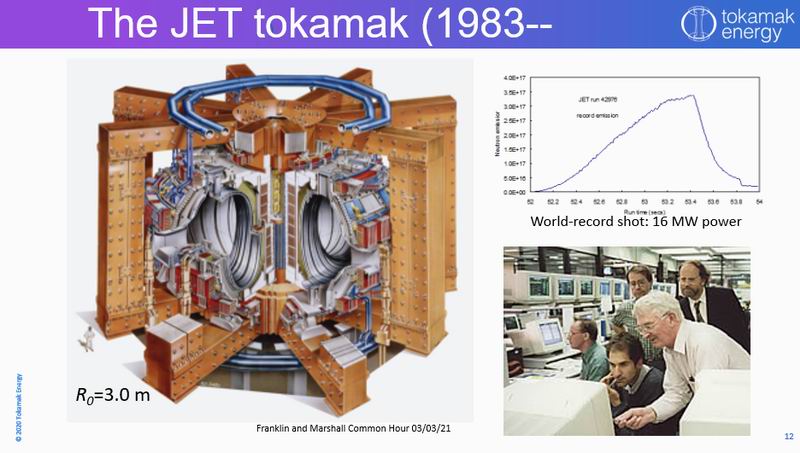 The JET tokamak (1983--
tokamak
energy
4.0E+17
3.5E+17
3.0E+17
2.5E+17
2.0E+17
1.5E+17
1.0E+17
5.0E+16
0.0E+00
Neutron emission
JET run 42976
record emission
52 52.2 52.4 52.6 52.8 53 53.2 53.4 53.6 53.8 54
Run time (secs)
World-record shot: 16 MW power
R0=3.0 m
Franklin and Marshall Common Hour 03/03/21
© 2020 Tokamak Energy
12